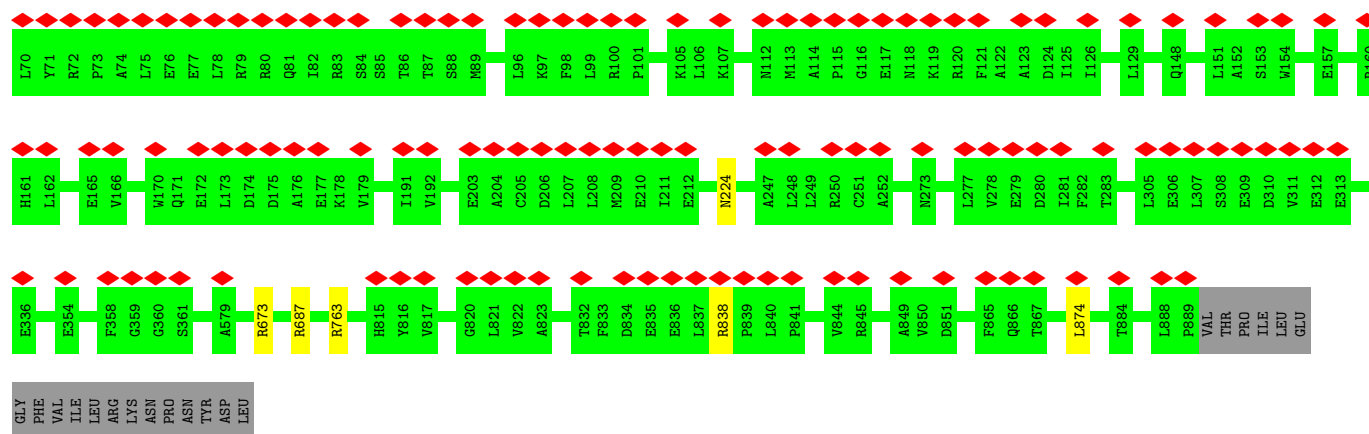 L70 Y71 R72 P73 A74 L75 E76 E77 L78 R79 R80 Q81 I82 R83 S84 S85 T86 T87 S88 M89 L96 K97 F98 L99 R100 P101 K105 L106 K107 N112 M113 A114 P115 G116 E117 N118 K119 R120 F121 A122 A123 D124 I125 I126 L129 Q148 L151 A152 S153 W154 E157
H161 L162 E165 V166 W170 Q171 E172 L173 D174 D175 A176 E177 K178 V179 I191 V192 E203 A204 C205 D206 L207 L208 M209 E210 I211 E212 N224 A247 L248 L249 R250 C251 A252 N273 L277 V278 E279 D280 I281 F282 T283 L305 E306 L307 S308 E309 D310 V311 E312 E313
E336 E354 F358 G359 G360 S361 A579 R673 R687 R763 H815 Y816 V817 G820 L821 V822 A823 T832 F833 D834 E835 E836 L837 R838 P839 L840 P841 V844 R845 A849 V850 D851 F865 Q866 T867 L874 T884 L888 P889 VAL THR PRO ILE LEU GLU
GLY PHE VAL ILE LEU ARG LYS ASN PRO ASN TYR ASP LEU